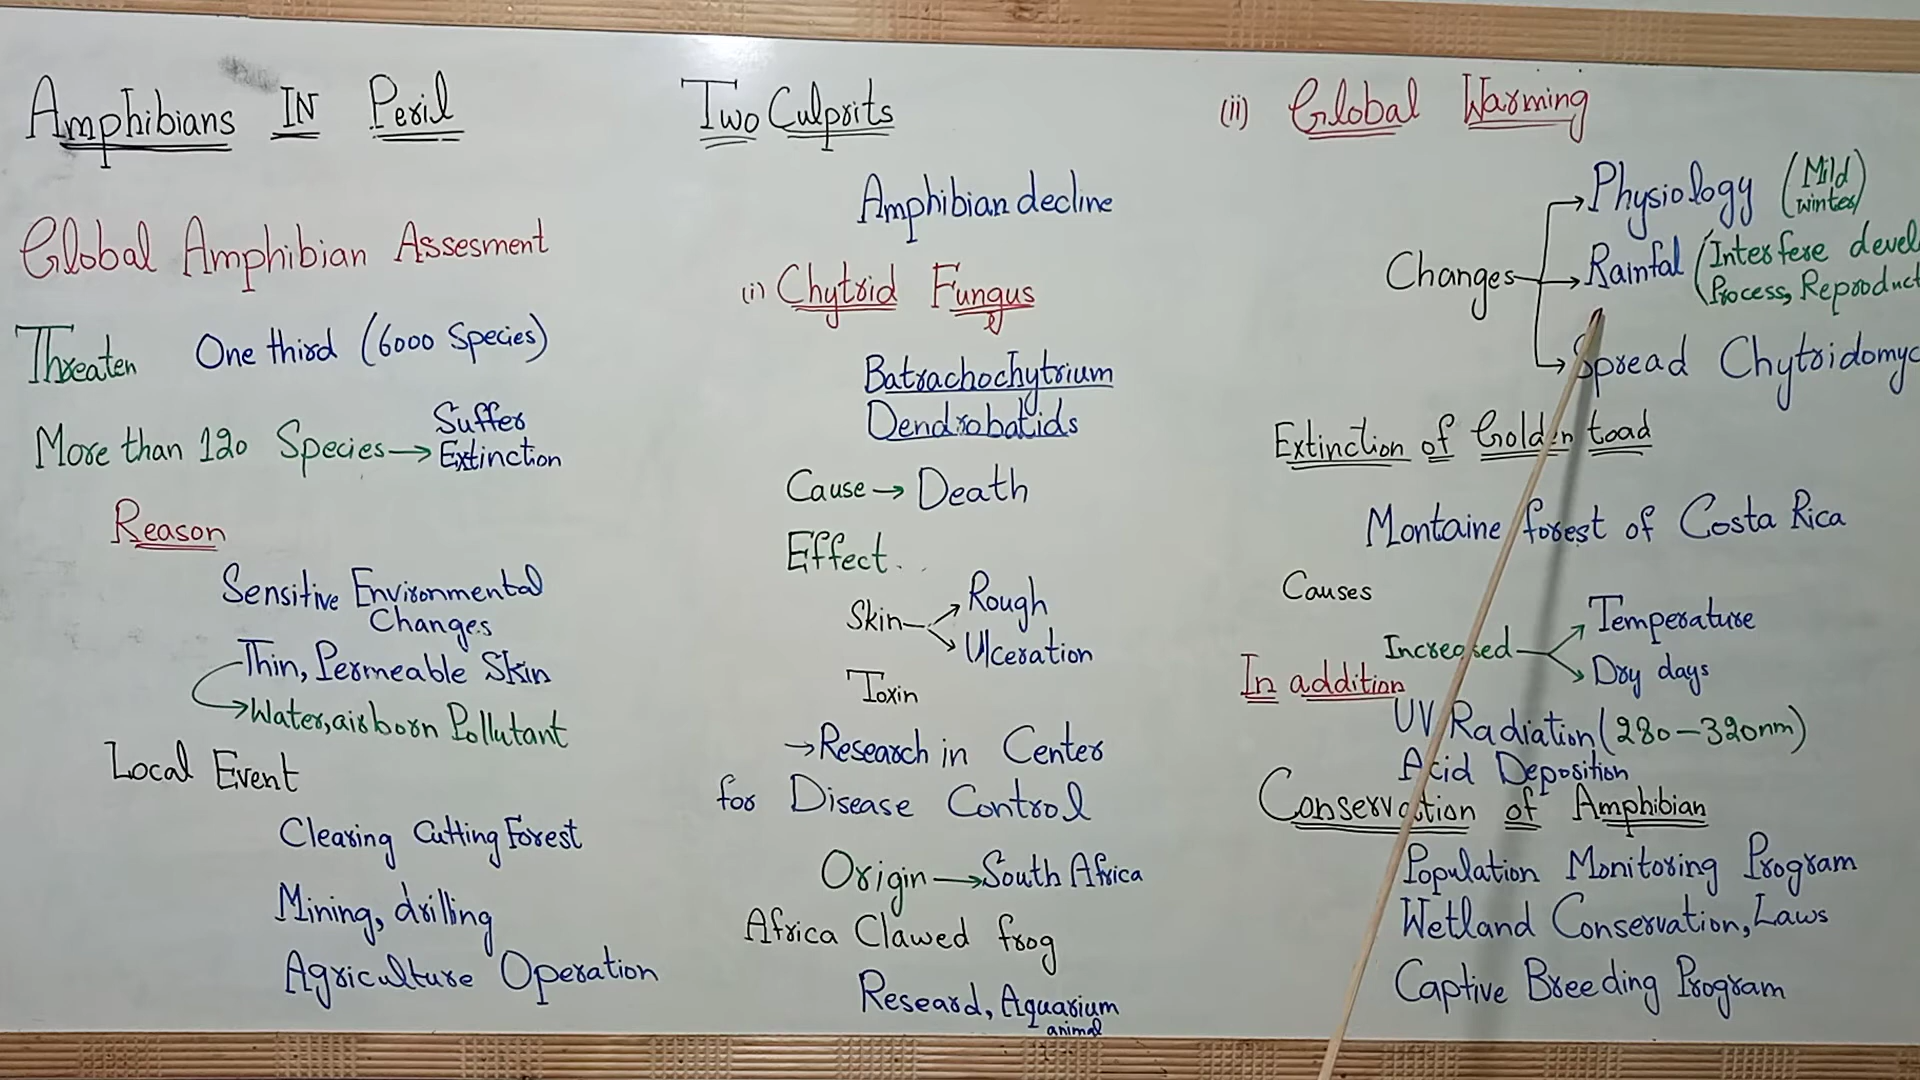 Amphibians IN Peril
Global Amphibian Assesment
Threaten One third (6000 Species)
More than 120 Species → Suffer
Extinction
Reason
Sensitive Environmental
Changes
Thin, Permeable Skin
→ Water, airborn Pollutant
Local Event
Clearing Cutting Forest
Mining, drilling
Agriculture Operation
Two Culprits
Amphibian decline
(i) Chytrid Fungus
Batrachochytrium
Dendrobatids
Cause → Death
Effect
Skin → Rough
→ Ulceration
Toxin
→ Research in Center
for Disease Control
Origin → South Africa
Africa Clawed frog
Researd, Aquarium
animal
(ii) Global Warming
Changes → Physiology (Mild
winter)
→ Rainfal (Interfere devel
Process, Reproduct
→ Spread Chytridomyc
Extinction of Golden toad
Montaine forest of Costa Rica
Causes
Increased → Temperature
→ Dry days
In addition
UV Radiation (280-320nm)
Acid Deposition
Conservation of Amphibian
Population Monitoring Program
Wetland Conservation, Laws
Captive Breeding Program